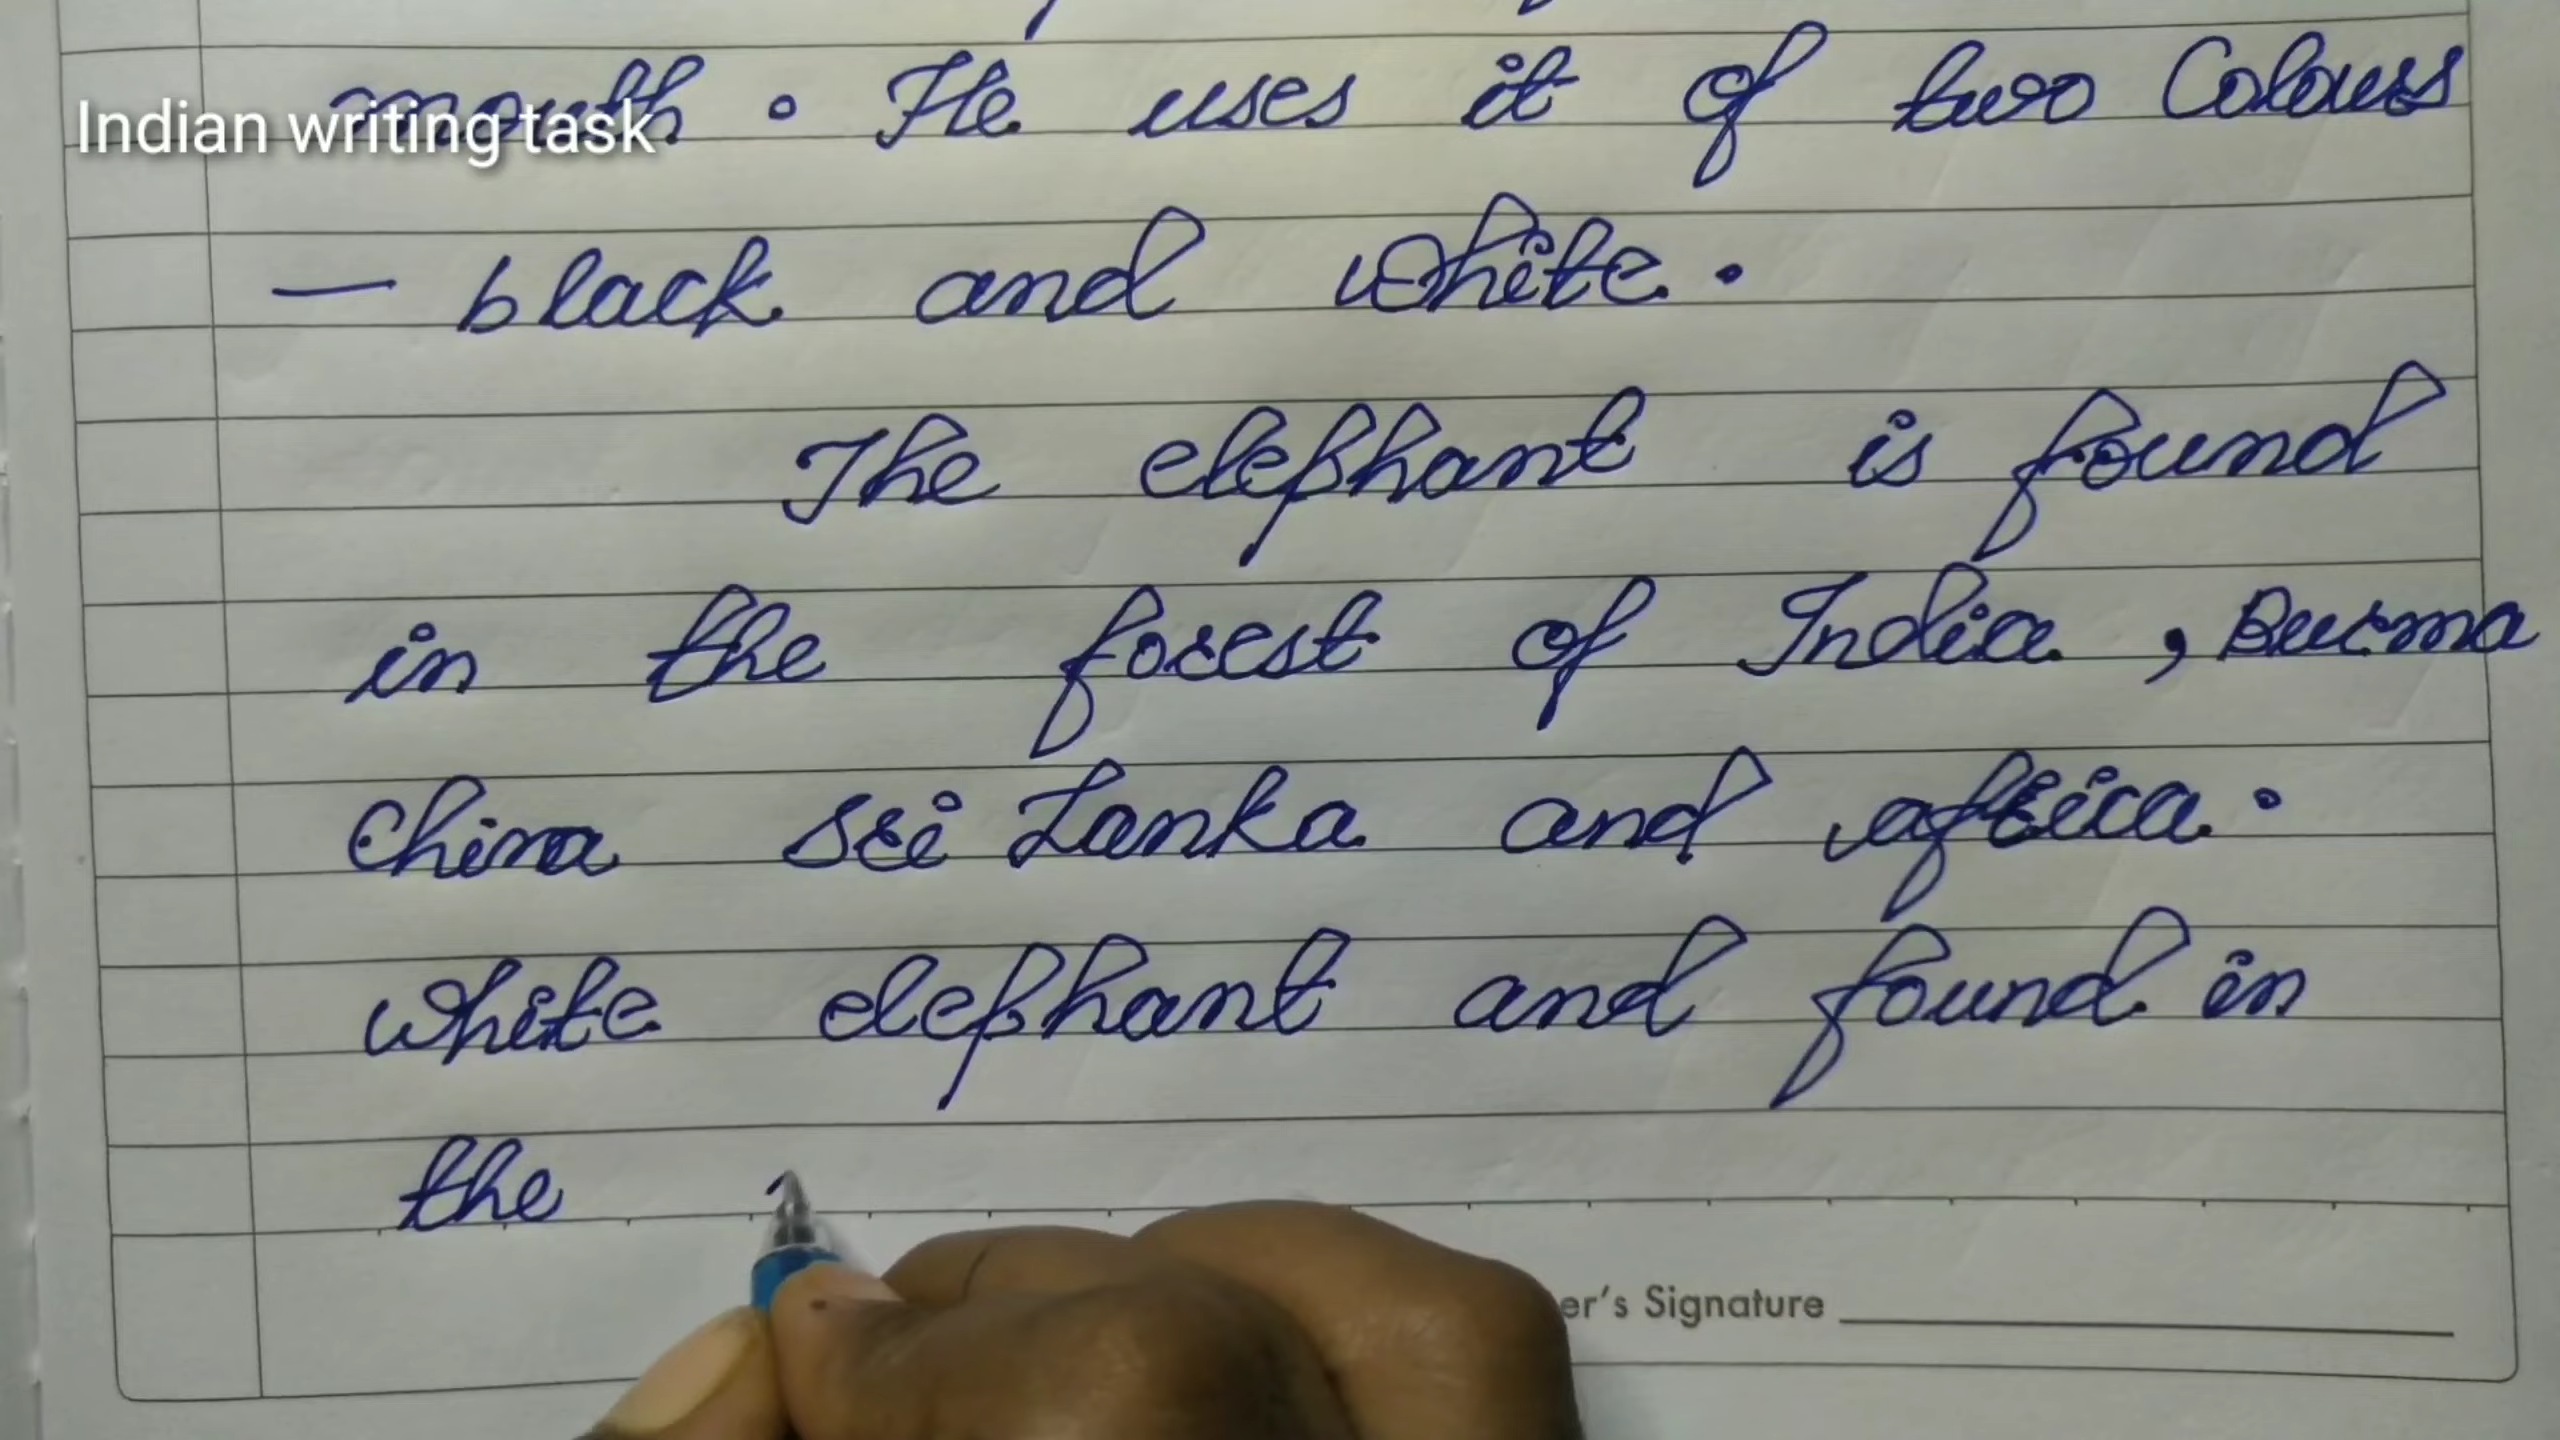 Indian writing task
mouth. He uses it of two Colours
— black and white.
The elephant is found
in the forest of India, Burma
China Sri Lanka and africa.
white elephant and found in
the
er's Signature